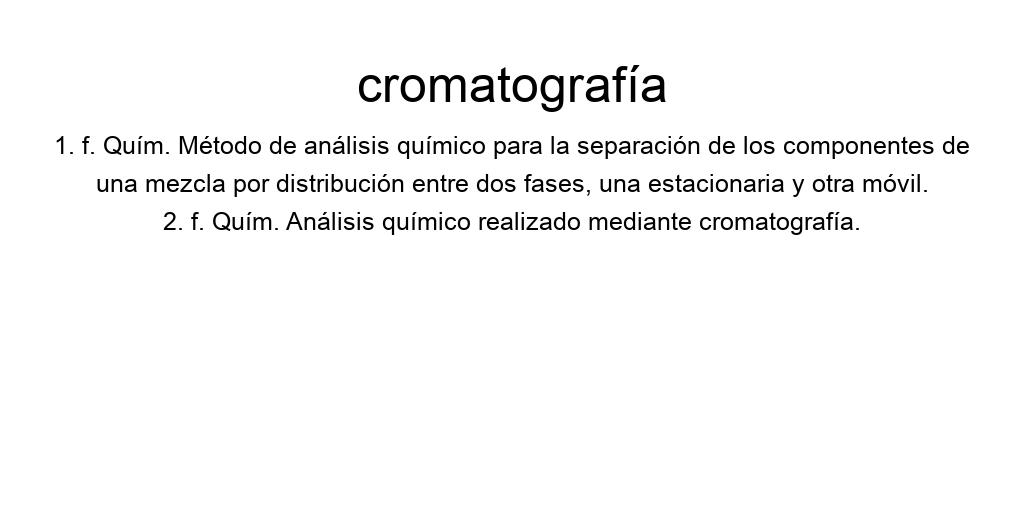 cromatografía
1. f. Quím. Método de análisis químico para la separación de los componentes de
una mezcla por distribución entre dos fases, una estacionaria y otra móvil.
2. f. Quím. Análisis químico realizado mediante cromatografía.